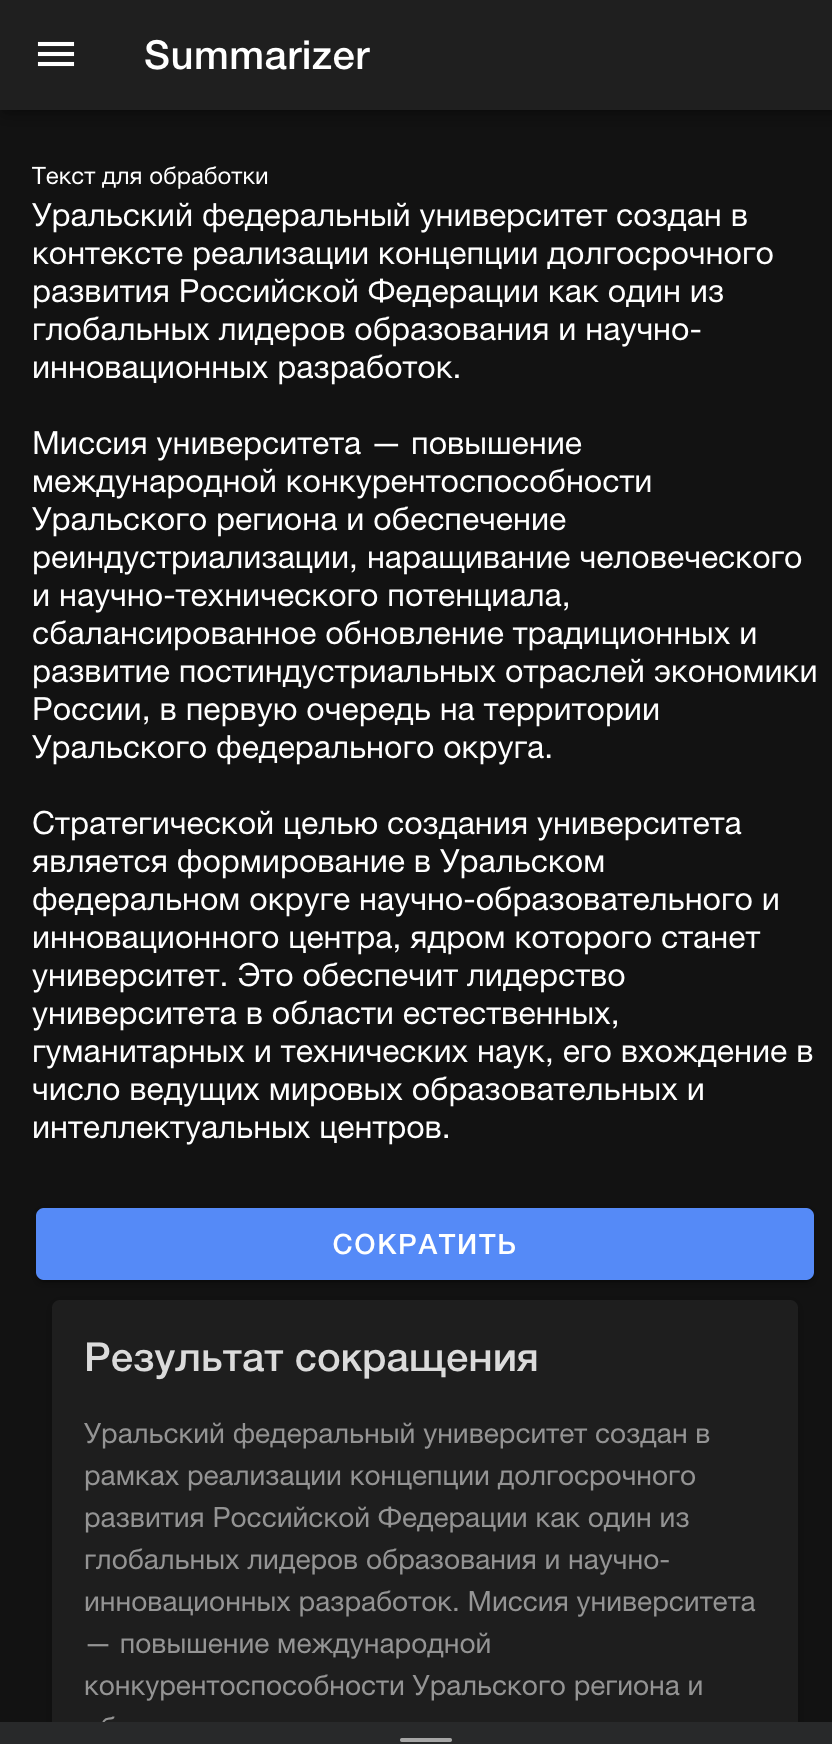 Summarizer
Текст для обработки
Уральский федеральный университет создан в
контексте реализации концепции долгосрочного
развития Российской Федерации как один из
глобальных лидеров образования и научно-
инновационных разработок.
Миссия университета — повышение
международной конкурентоспособности
Уральского региона и обеспечение
реиндустриализации, наращивание человеческого
и научно-технического потенциала,
сбалансированное обновление традиционных и
развитие постиндустриальных отраслей экономики
России, в первую очередь на территории
Уральского федерального округа.
Стратегической целью создания университета
является формирование в Уральском
федеральном округе научно-образовательного и
инновационного центра, ядром которого станет
университет. Это обеспечит лидерство
университета в области естественных,
гуманитарных и технических наук, его вхождение в
число ведущих мировых образовательных и
интеллектуальных центров.
СОКРАТИТЬ
Результат сокращения
Уральский федеральный университет создан в
рамках реализации концепции долгосрочного
развития Российской Федерации как один из
глобальных лидеров образования и научно-
инновационных разработок. Миссия университета
— повышение международной
конкурентоспособности Уральского региона и